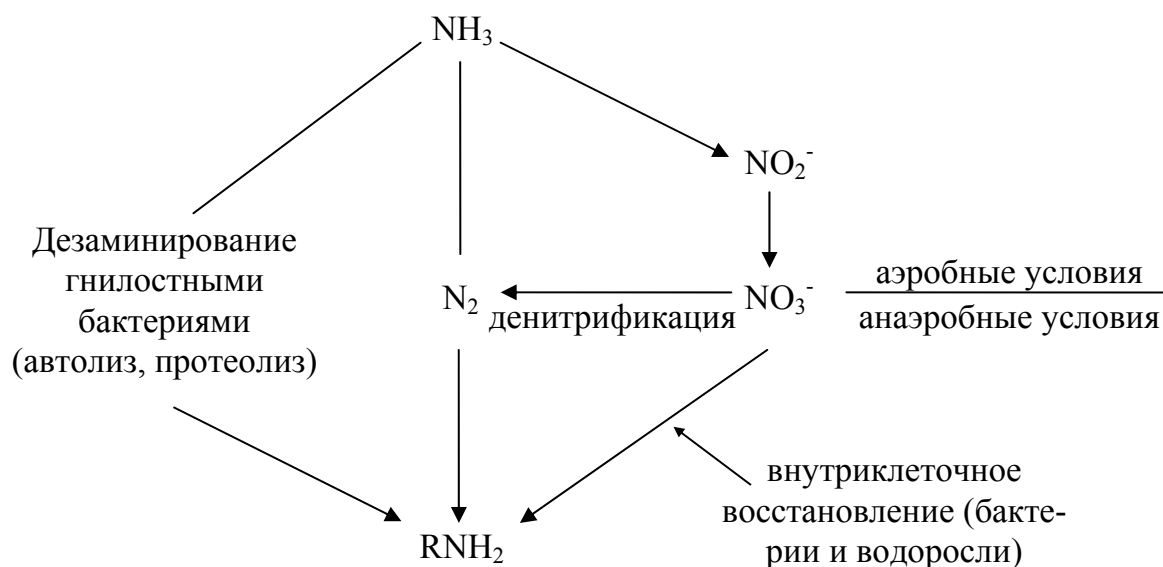 NH₃
NO₂⁻
Дезаминирование
гнилостными
бактериями
(автолиз, протеолиз)
N₂
денитрификация
NO₃⁻
аэробные условия
анаэробные условия
внутриклеточное
восстановление (бакте-
рии и водоросли)
RNH₂